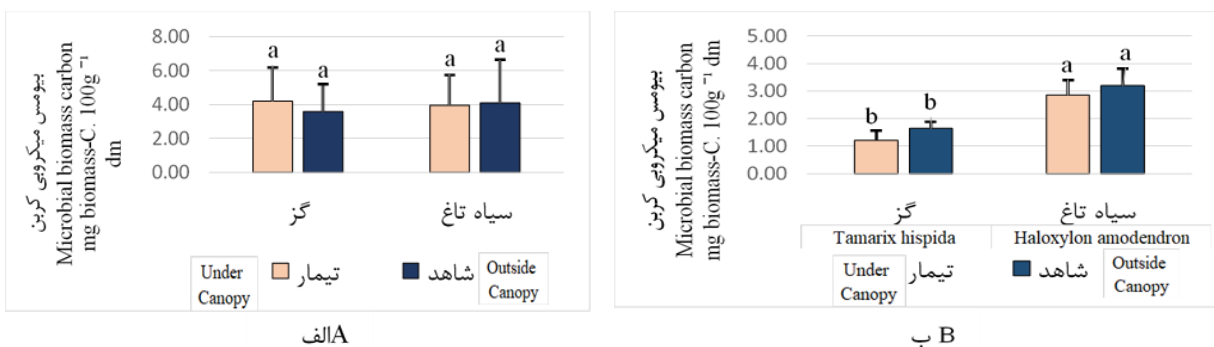 بیومس میکروبی کربن
Microbial biomass carbon
mg biomass-C. 100g ⁻¹
dm
8.00
6.00
4.00
2.00
0.00
a
a
a
a
گز
سیاه تاغ
Under
Canopy
تیمار
شاهد
Outside
Canopy
الفA
بیومس میکروبی کربن
Microbial biomass carbon
mg biomass-C. 100g ⁻¹ dm
5.00
4.00
3.00
2.00
1.00
0.00
b
b
a
a
گز
سیاه تاغ
Tamarix hispida
Haloxylon amodendron
Under
Canopy
تیمار
شاهد
Outside
Canopy
ب B